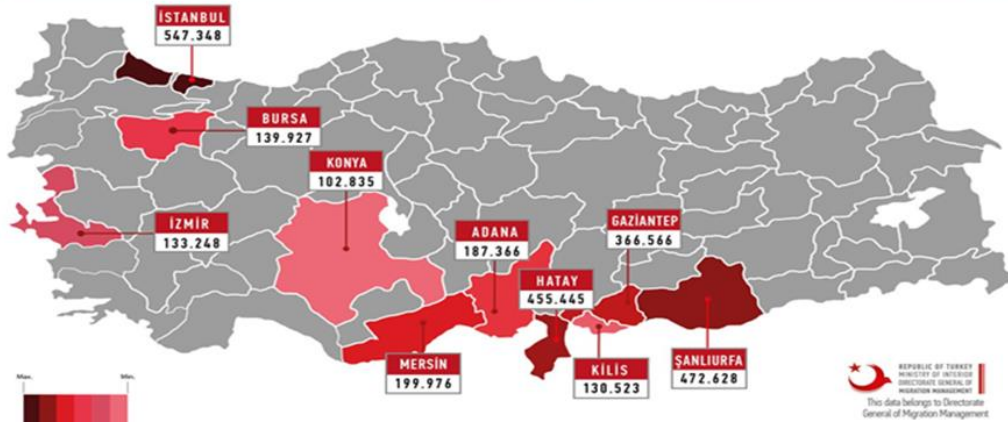 İSTANBUL
547.348
BURSA
139.927
KONYA
102.835
İZMİR
133.248
ADANA
187.366
GAZİANTEP
366.566
HATAY
455.445
MERSİN
199.976
KİLİS
130.523
ŞANLIURFA
472.628
Max.
Min.
REPUBLIC OF TURKEY
MINISTRY OF INTERIOR
DIRECTORATE GENERAL OF
MIGRATION MANAGEMENT
This data belongs to Directorate
General of Migration Management